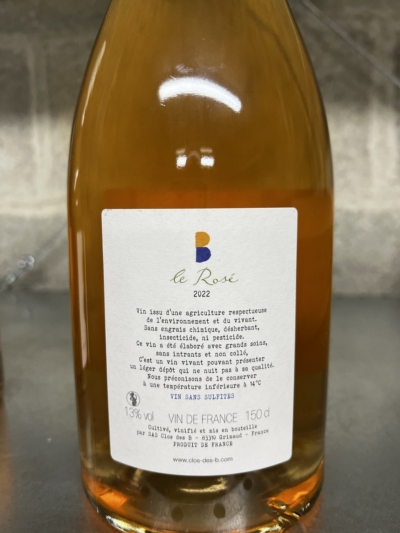 B
le Rosé
2022
Vin issu d'une agriculture respectueuse
de l'environnement et du vivant.
Sans engrais chimique, désherbant,
insecticide, ni pesticide.
Ce vin a été élaboré avec grands soins,
sans intrants et non collé,
C'est un vin vivant pouvant présenter
un léger dépôt qui ne nuit pas à sa qualité.
Nous préconisons de le conserver
à une température inférieure à 14°C
VIN SANS SULFITES
13% vol VIN DE FRANCE 150 cl
Cultivé, vinifié et mis en bouteille
par SAS Clos des B - 83310 Grimaud - France
PRODUIT DE FRANCE
www.clos-des-b.com